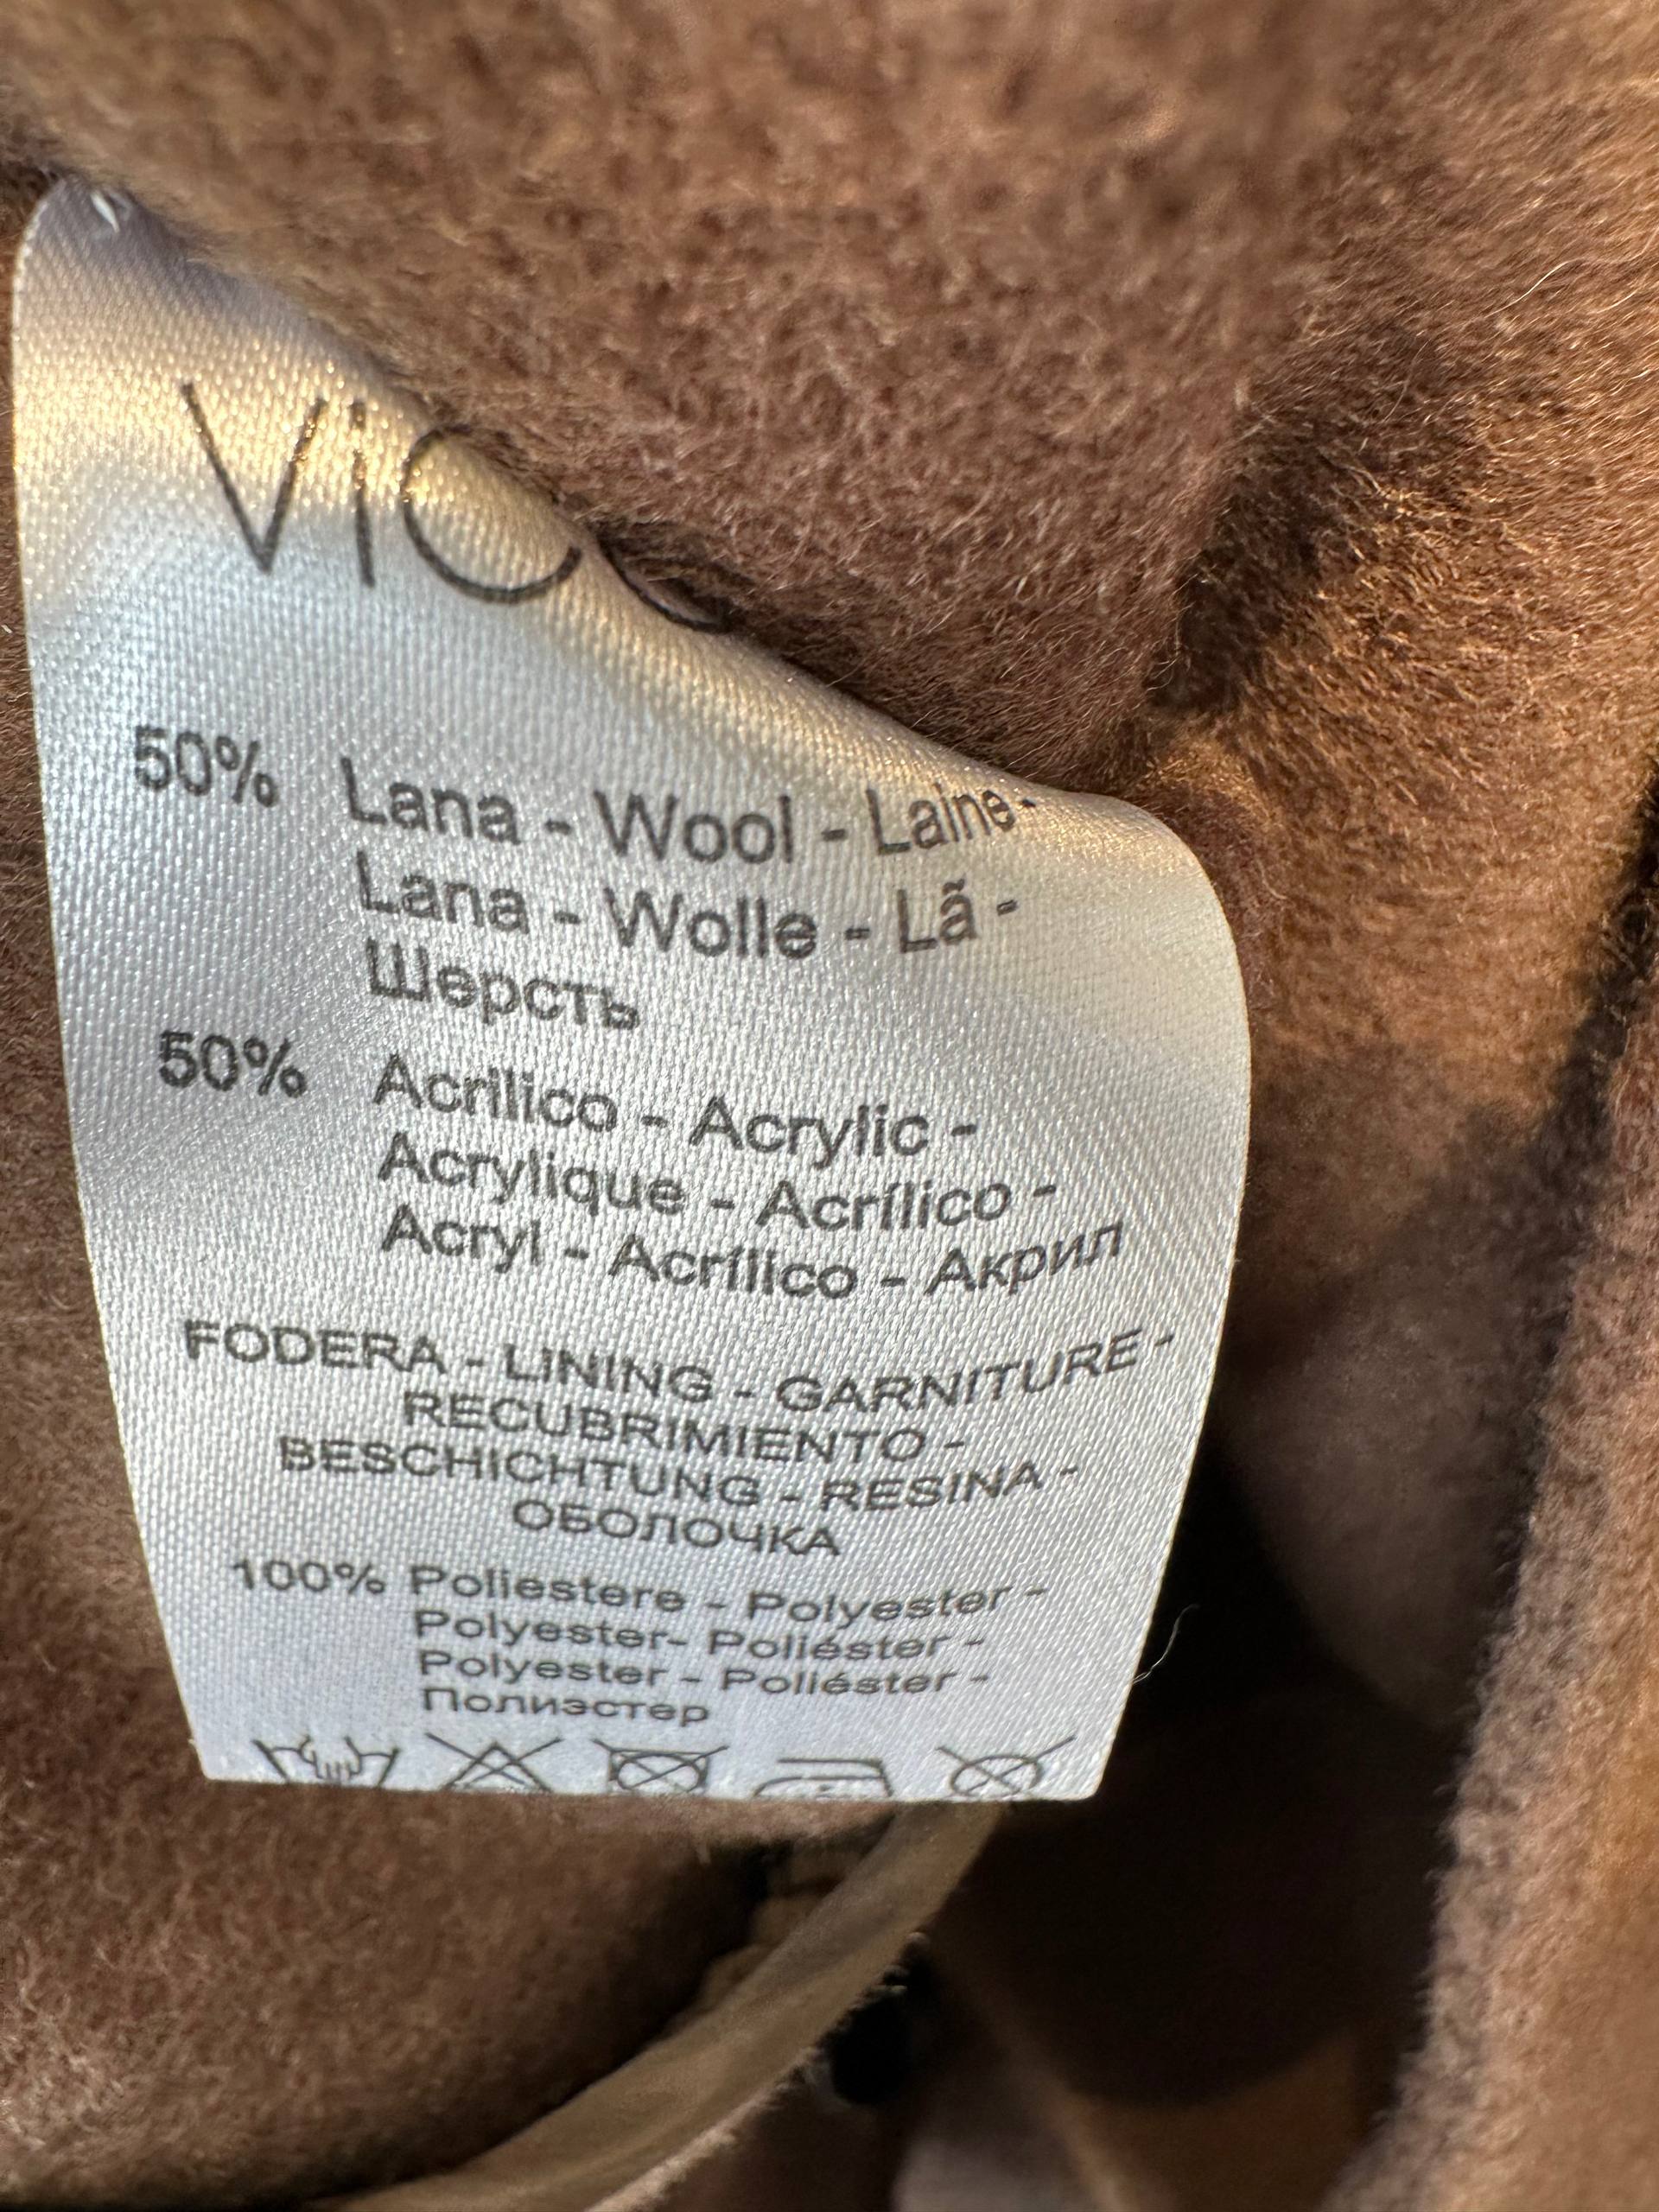 Vic
50% Lana - Wool - Laine-
Lana - Wolle - Lã -
Шерсть
50% Acrilico - Acrylic -
Acrylique - Acrílico -
Acryl - Acrílico - Акрил
FODERA - LINING - GARNITURE -
RECUBRIMIENTO -
BESCHICHTUNG - RESINA -
ОБОЛОЧКА
100% Poliestere - Polyester -
Polyester- Poliéster -
Polyester - Poliéster -
Полиэстер